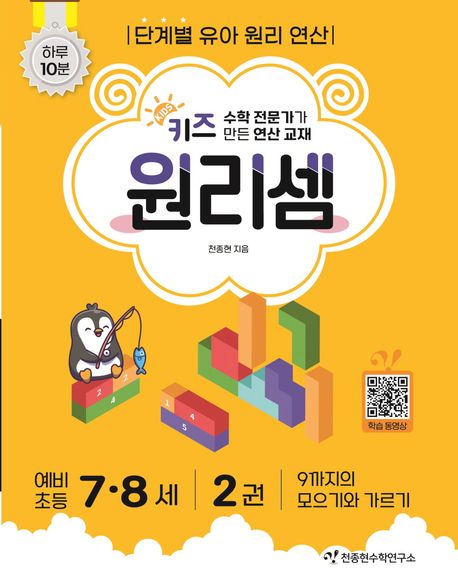 하루
10분
단계별 유아 원리 연산
KIDS
키즈
수학 전문가가
만든 연산 교재
원리셈
천종현 지음
2 2
4
1 4
5
학습 동영상
예비
초등
7·8세
2권
9까지의
모으기와 가르기
천종현수학연구소